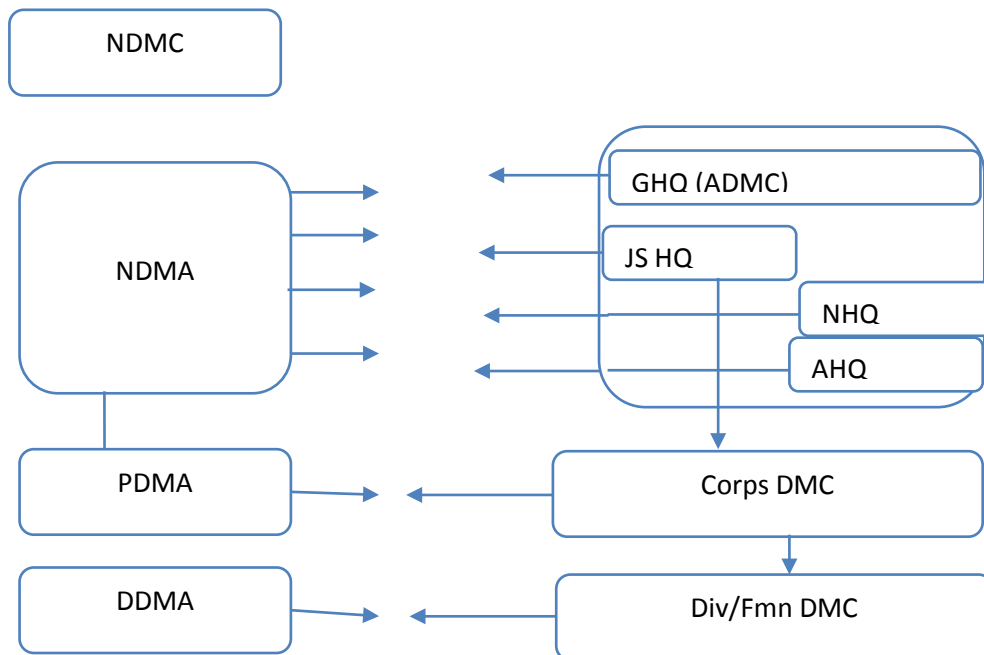 NDMC
GHQ (ADMC)
NDMA
JS HQ
NHQ
AHQ
PDMA
Corps DMC
DDMA
Div/Fmn DMC